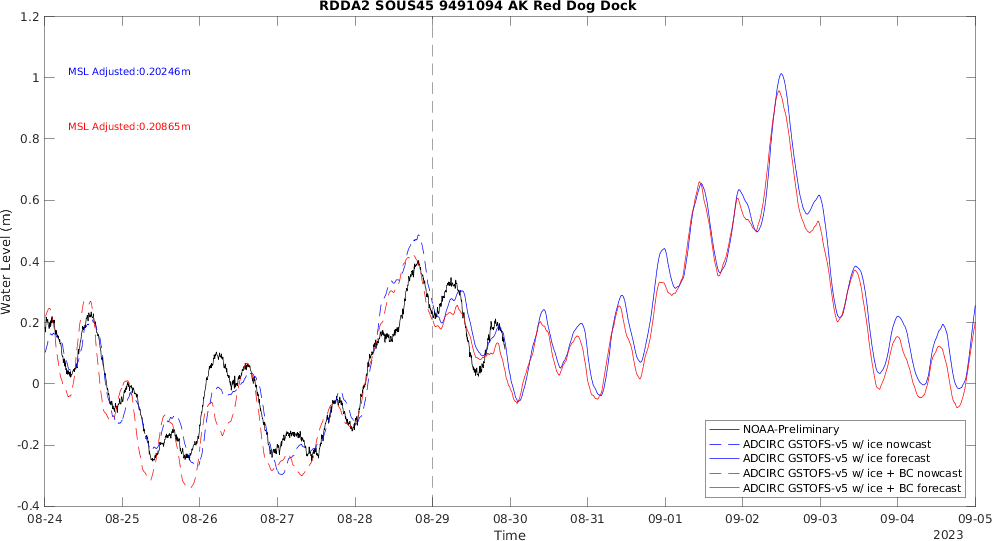 RDDA2 SOUS45 9491094 AK Red Dog Dock
1.2
1
0.8
0.6
0.4
0.2
0
-0.2
-0.4
Water Level (m)
MSL Adjusted:0.20246m
MSL Adjusted:0.20865m
NOAA-Preliminary
ADCIRC GSTOFS-v5 w/ ice nowcast
ADCIRC GSTOFS-v5 w/ ice forecast
ADCIRC GSTOFS-v5 w/ ice + BC nowcast
ADCIRC GSTOFS-v5 w/ ice + BC forecast
08-24 08-25 08-26 08-27 08-28 08-29 08-30 08-31 09-01 09-02 09-03 09-04 09-05
Time
2023